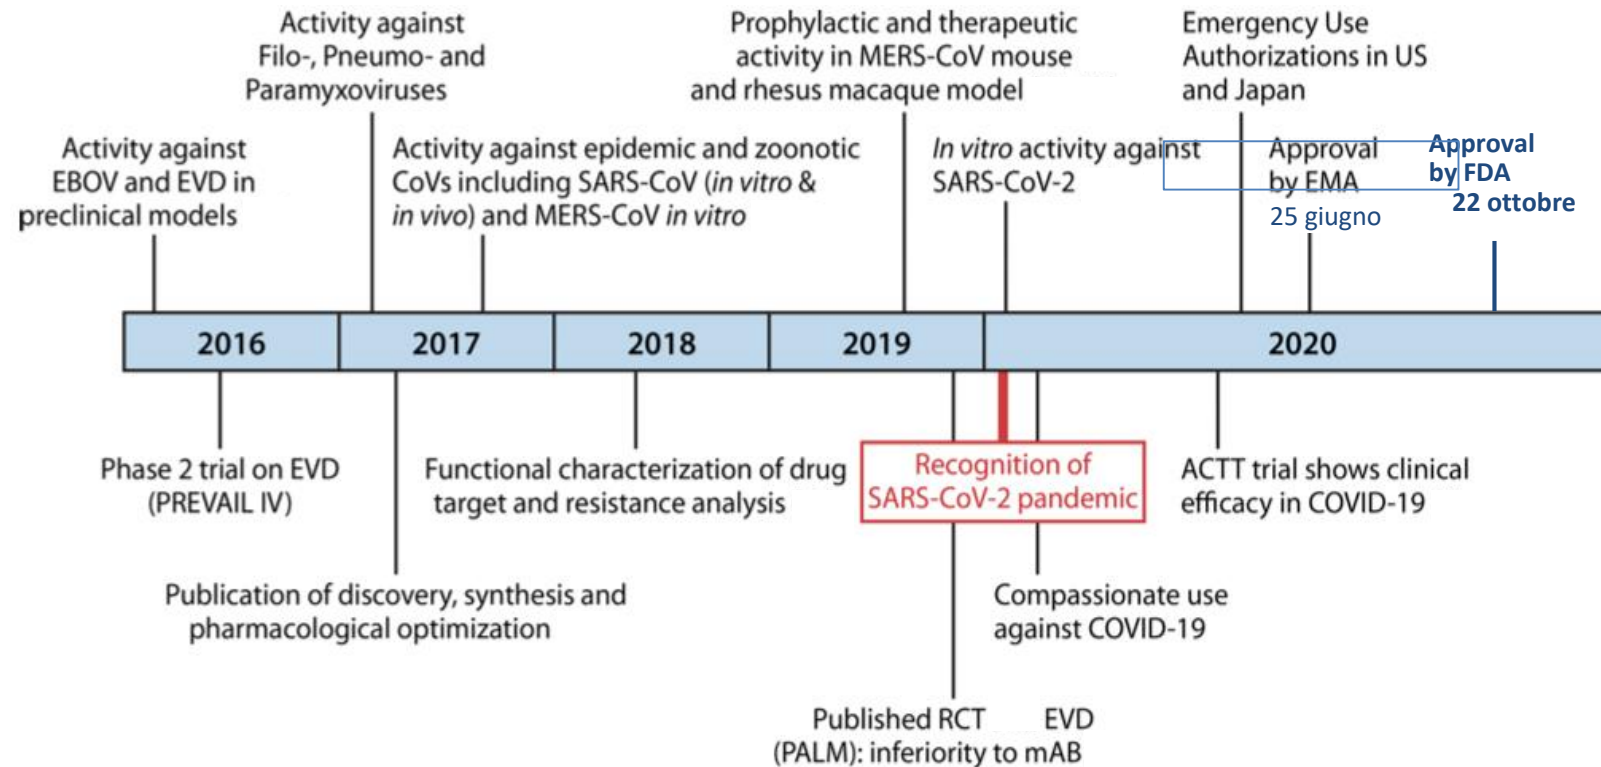 Activity against
Filo-, Pneumo- and
Paramyxoviruses
Prophylactic and therapeutic
activity in MERS-CoV mouse
and rhesus macaque model
Emergency Use
Authorizations in US
and Japan
Activity against
EBOV and EVD in
preclinical models
Activity against epidemic and zoonotic
CoVs including SARS-CoV (in vitro &
in vivo) and MERS-CoV in vitro
In vitro activity against
SARS-CoV-2
Approval
by EMA
25 giugno
Approval
by FDA
22 ottobre
2016
2017
2018
2019
2020
Phase 2 trial on EVD
(PREVAIL IV)
Functional characterization of drug
target and resistance analysis
Recognition of
SARS-CoV-2 pandemic
ACTT trial shows clinical
efficacy in COVID-19
Publication of discovery, synthesis and
pharmacological optimization
Compassionate use
against COVID-19
Published RCT EVD
(PALM): inferiority to mAB